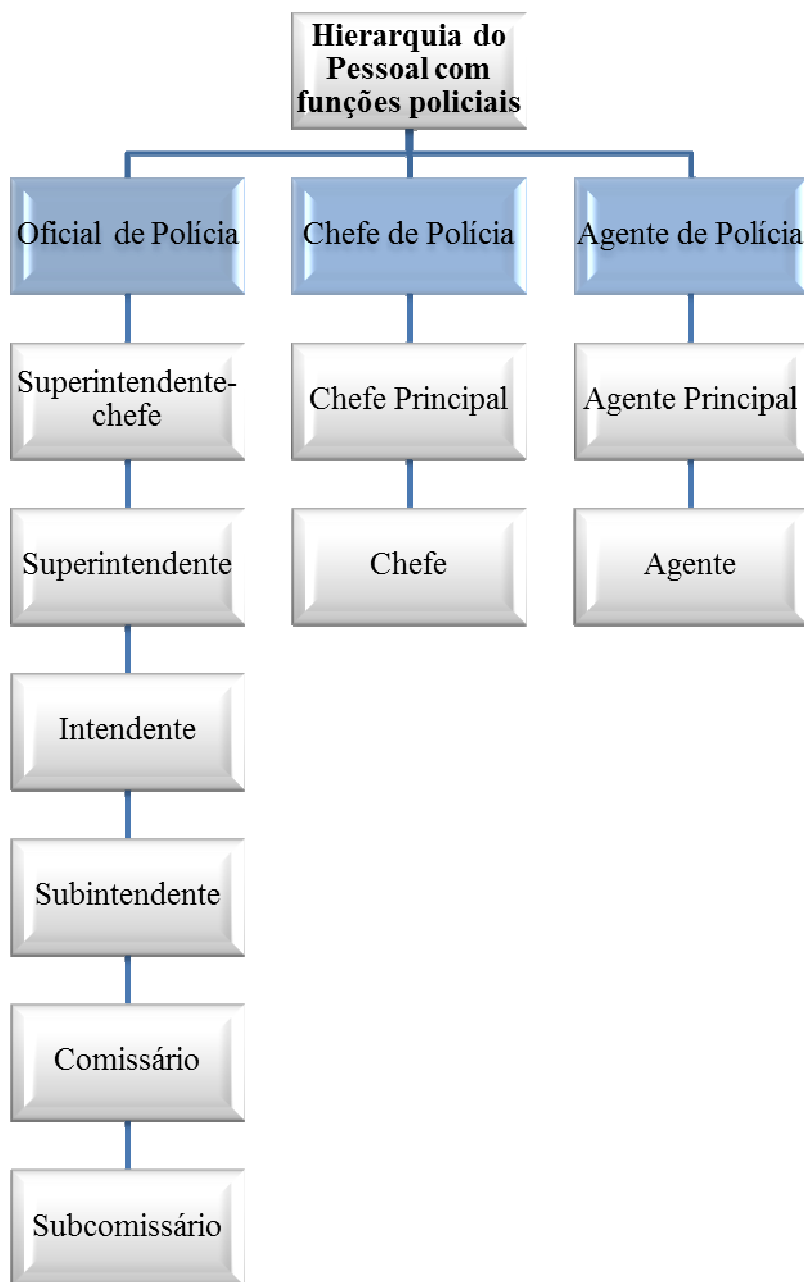 Hierarquia do
Pessoal com
funções policiais
Oficial de Polícia
Chefe de Polícia
Agente de Polícia
Superintendente-
chefe
Chefe Principal
Agente Principal
Superintendente
Chefe
Agente
Intendente
Subintendente
Comissário
Subcomissário